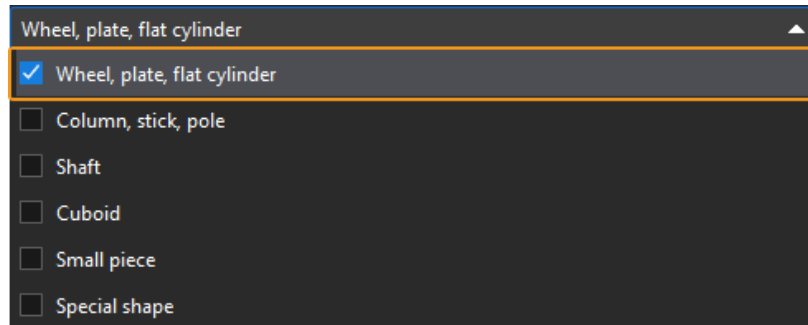 Wheel, plate, flat cylinder
Wheel, plate, flat cylinder
Column, stick, pole
Shaft
Cuboid
Small piece
Special shape